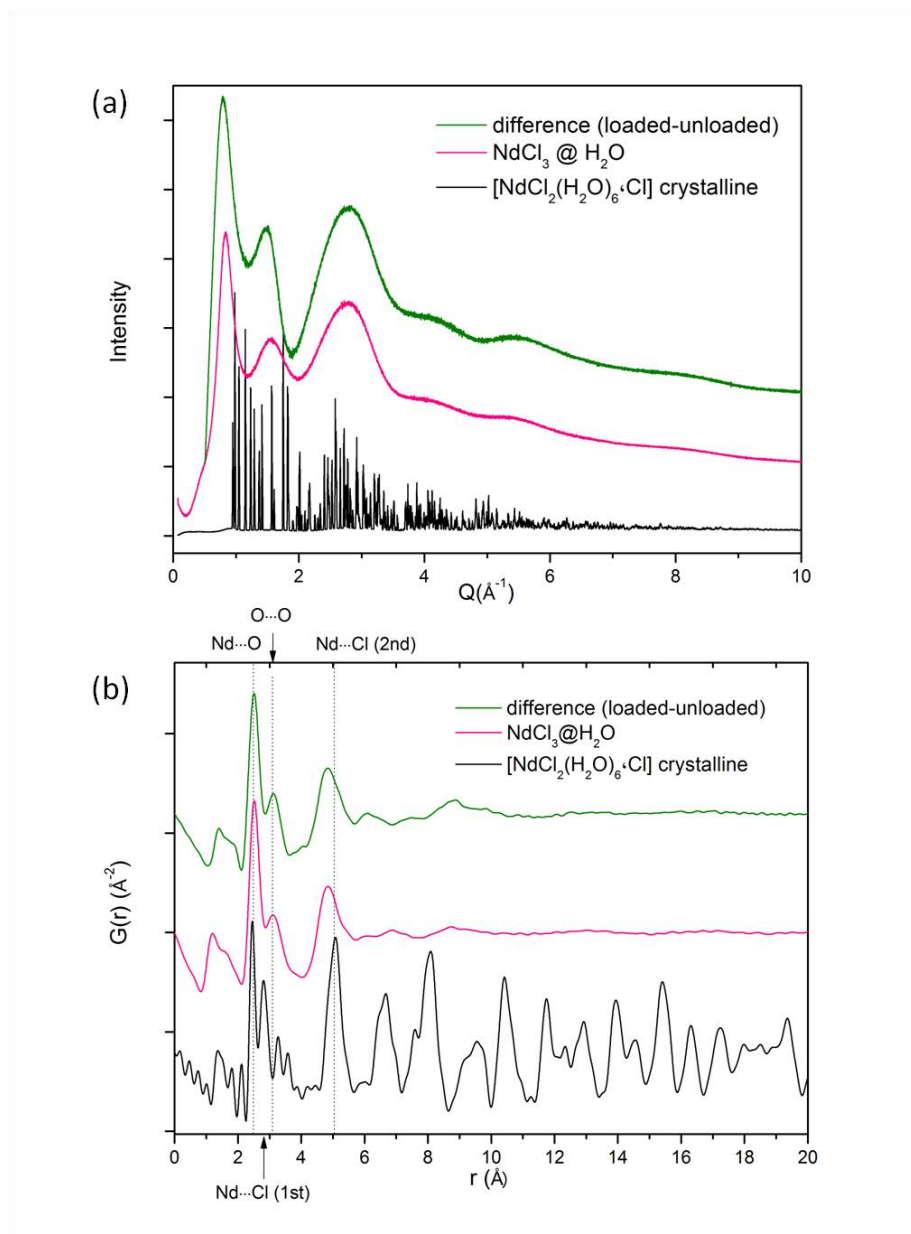 (a)
difference (loaded-unloaded)
NdCl₃ @ H₂O
[NdCl₂(H₂O)₆·Cl] crystalline
Intensity
0 2 4 6 8 10
Q(Å⁻¹)
O···O
Nd···O Nd···Cl (2nd)
(b)
difference (loaded-unloaded)
NdCl₃@H₂O
[NdCl₂(H₂O)₆·Cl] crystalline
G(r) (Å⁻²)
0 2 4 6 8 10 12 14 16 18 20
Nd···Cl (1st)
r (Å)